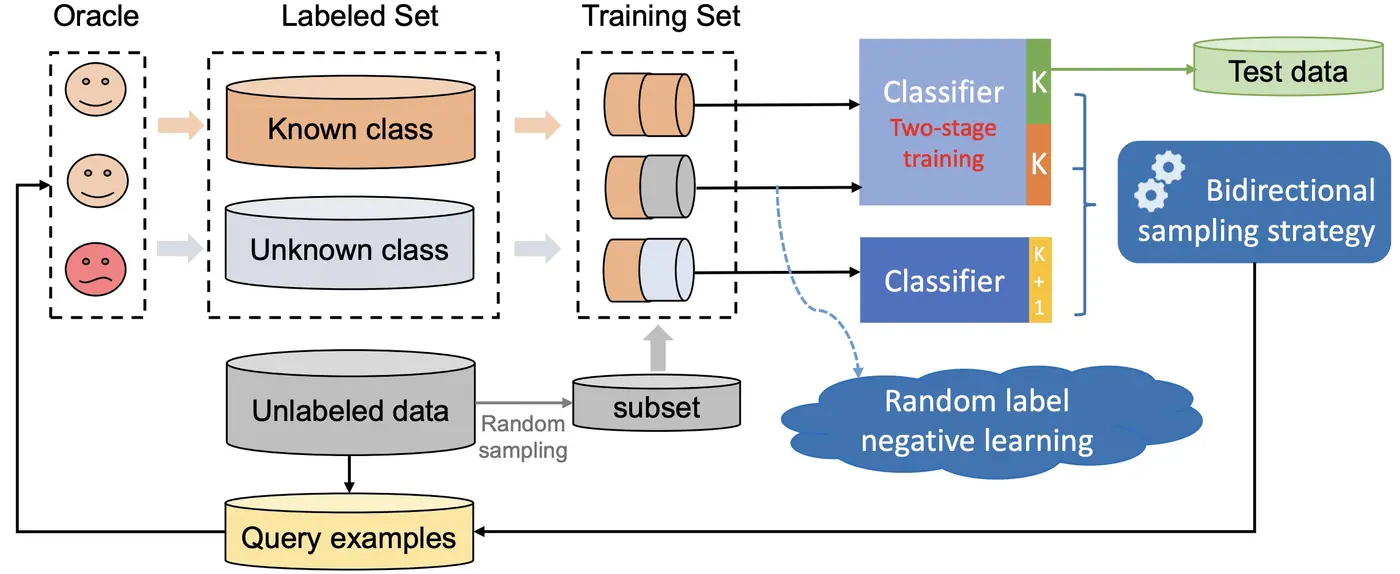 Oracle
Labeled Set
Training Set
Known class
Unknown class
Classifier
Two-stage
training
K
K
Test data
Bidirectional
sampling strategy
Classifier
K
+
1
Unlabeled data
Random
sampling
subset
Random label
negative learning
Query examples